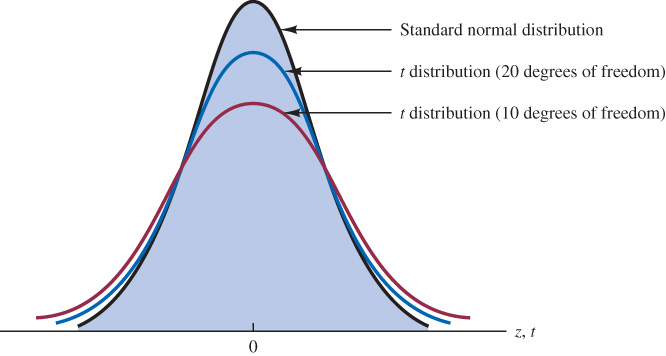 Standard normal distribution
t distribution (20 degrees of freedom)
t distribution (10 degrees of freedom)
z, t
0